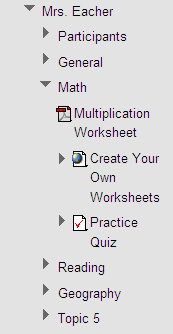 Mrs. Eacher
Participants
General
Math
Multiplication
Worksheet
Create Your
Own
Worksheets
Practice
Quiz
Reading
Geography
Topic 5